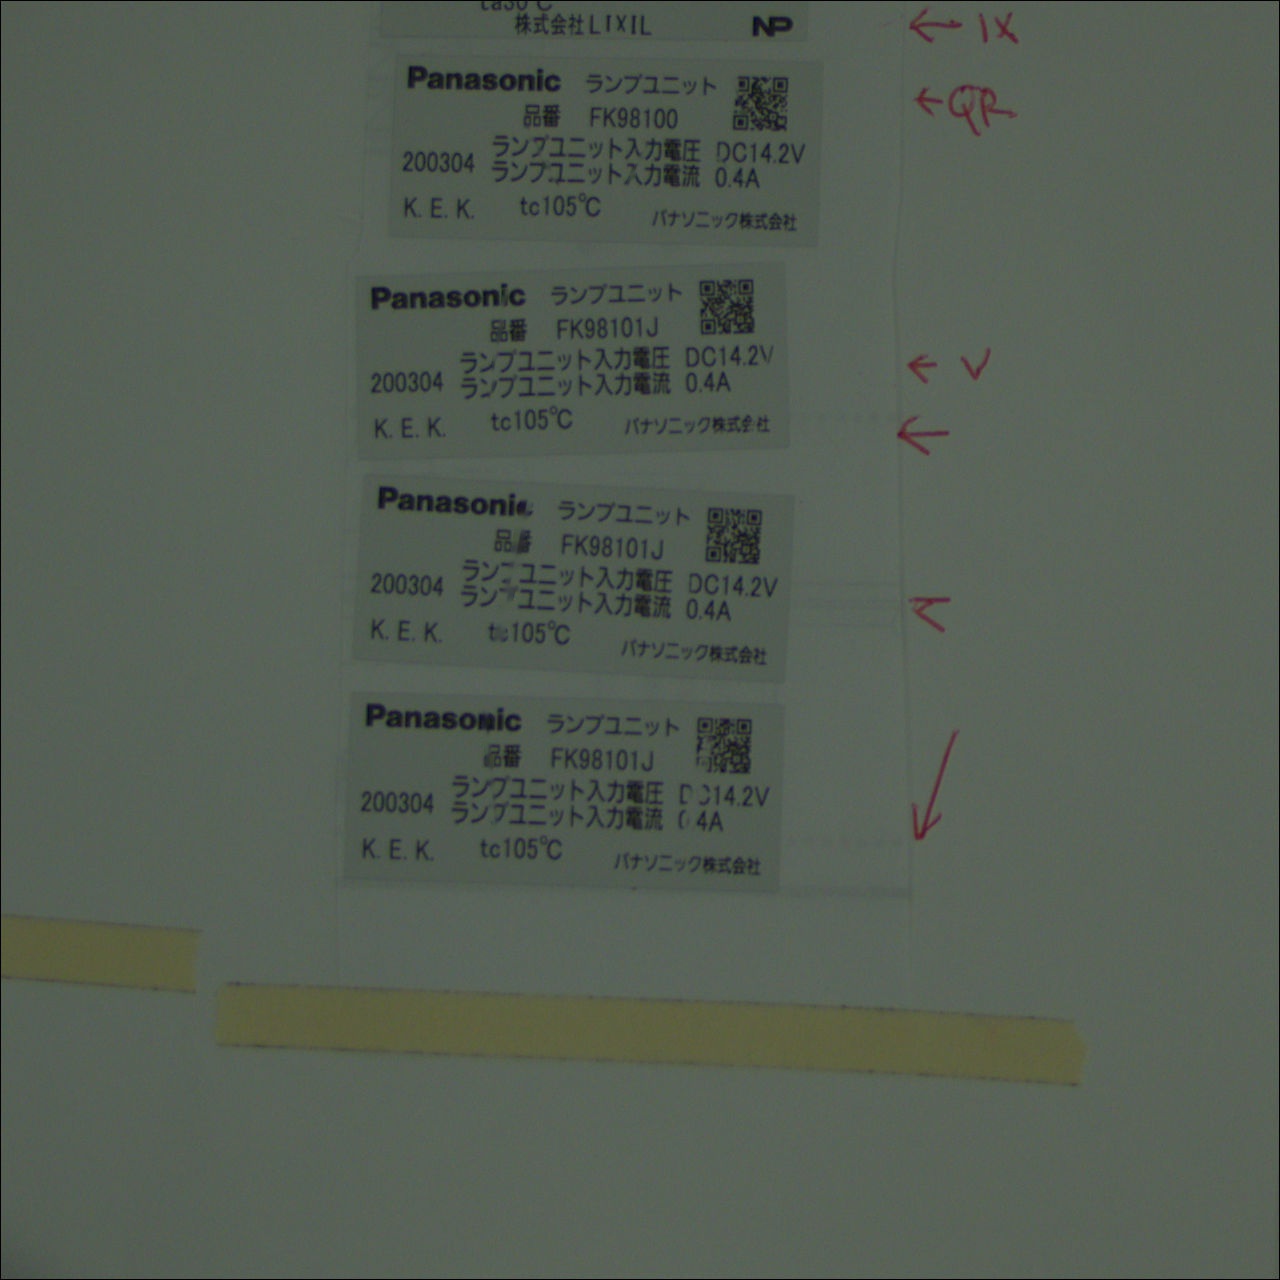 ta30℃
株式会社LIXIL NP
← IX
Panasonic ランプユニット
← QR
品番 FK98100
ランプユニット入力電圧 DC14.2V
200304 ランプユニット入力電流 0.4A
K.E.K. tc105℃ パナソニック株式会社
Panasonic ランプユニット
品番 FK98101J
ランプユニット入力電圧 DC14.2V
← V
200304 ランプユニット入力電流 0.4A
K.E.K. tc105℃ パナソニック株式会社
Panasonic ランプユニット
品番 FK98101J
ランプユニット入力電圧 DC14.2V
200304 ランプユニット入力電流 0.4A
K.E.K. tc105℃ パナソニック株式会社
Panasonic ランプユニット
品番 FK98101J
ランプユニット入力電圧 DC14.2V
200304 ランプユニット入力電流 0.4A
K.E.K. tc105℃ パナソニック株式会社